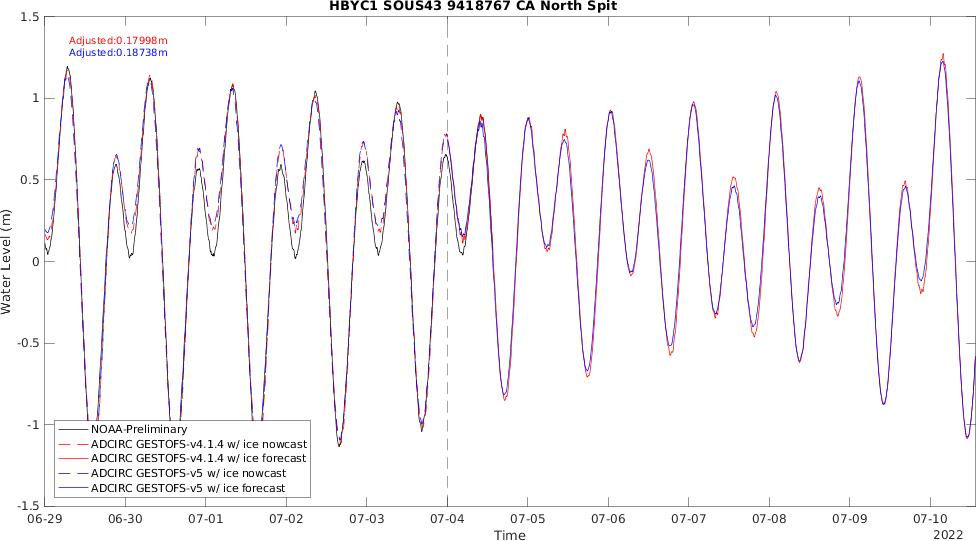 HBYC1 SOUS43 9418767 CA North Spit
1.5
Adjusted:0.17998m
Adjusted:0.18738m
1
0.5
0
-0.5
-1
-1.5
Water Level (m)
NOAA-Preliminary
ADCIRC GESTOFS-v4.1.4 w/ ice nowcast
ADCIRC GESTOFS-v4.1.4 w/ ice forecast
ADCIRC GESTOFS-v5 w/ ice nowcast
ADCIRC GESTOFS-v5 w/ ice forecast
06-29 06-30 07-01 07-02 07-03 07-04 07-05 07-06 07-07 07-08 07-09 07-10
Time
2022